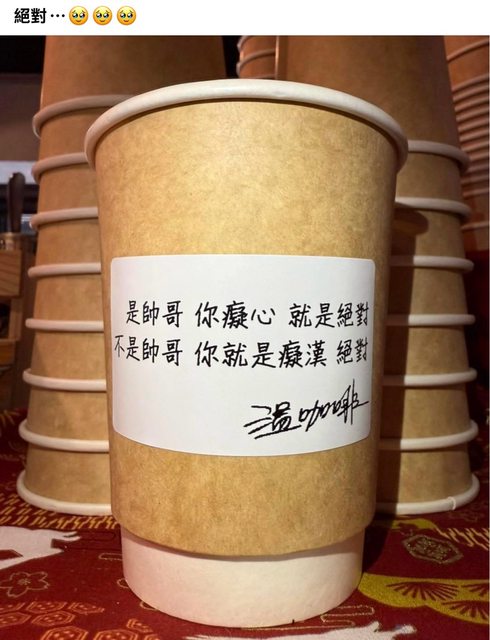 絕對⋯🥹🥹🥹
是帥哥 你癡心 就是絕對
不是帥哥 你就是癡漢 絕對
溫咖啡